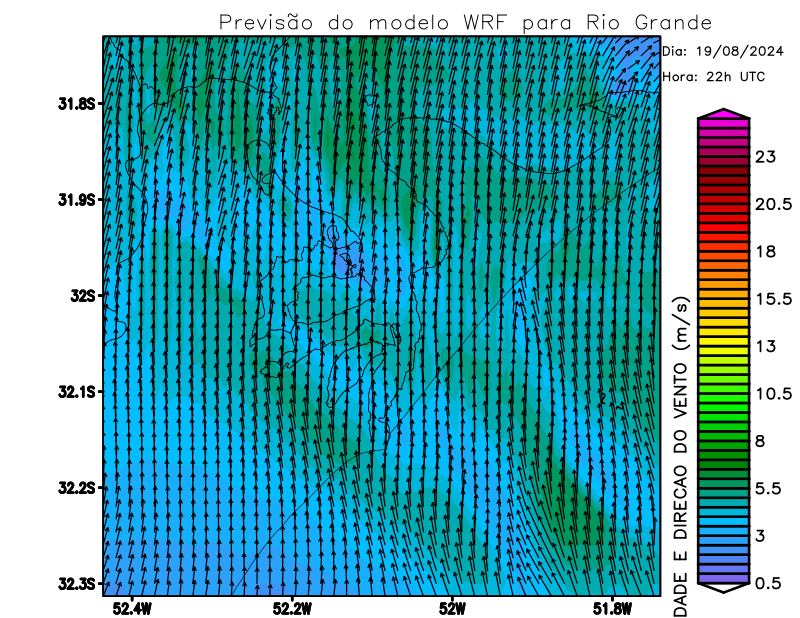 Previsão do modelo WRF para Rio Grande
Dia: 19/08/2024
Hora: 22h UTC
31.8S
31.9S
32S
32.1S
32.2S
32.3S
52.4W
52.2W
52W
51.8W
DADE E DIRECAO DO VENTO (m/s)
23
20.5
18
15.5
13
10.5
8
5.5
3
0.5